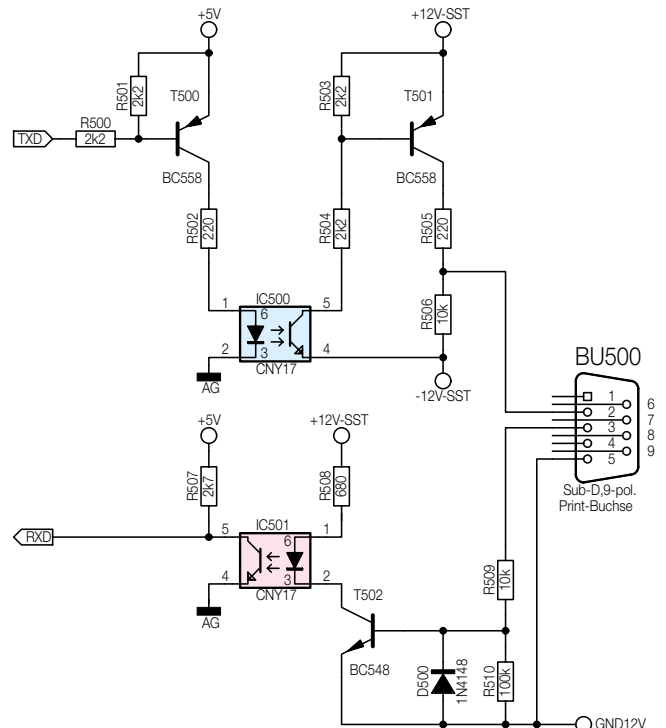 +5V
+12V-SST
R501
2k2
T500
R503
2k2
T501
TXD
R500
2k2
BC558
BC558
R502
220
R504
2k2
R505
220
1
IC500
5
6
R506
10k
2
3
4
CNY17
AG
-12V-SST
BU500
1
6
2
7
3
8
4
9
5
Sub-D,9-pol.
Print-Buchse
+5V
+12V-SST
R507
2k7
R508
680
RXD
5
IC501
1
6
4
3
2
CNY17
AG
T502
R509
10k
BC548
D500
1N4148
R510
100k
GND12V